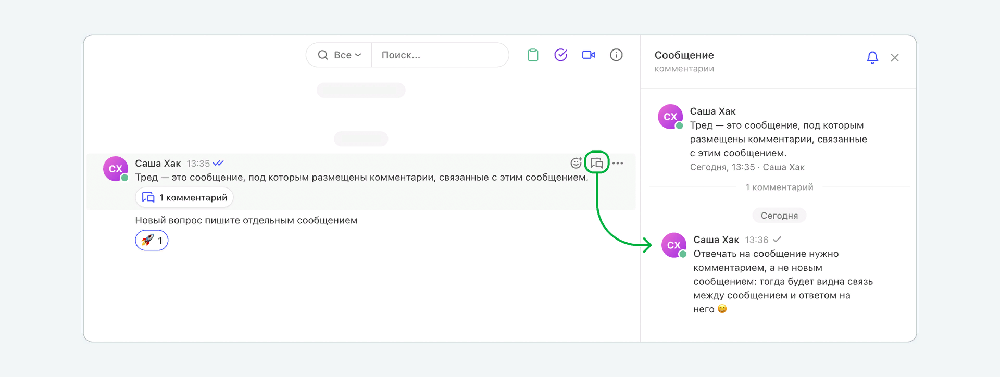 Все
Поиск...
СХ
Саша Хак 13:35
Тред — это сообщение, под которым размещены комментарии, связанные с этим сообщением.
1 комментарий
Новый вопрос пишите отдельным сообщением
🚀 1
Сообщение
комментарии
СХ
Саша Хак
Тред — это сообщение, под которым
размещены комментарии, связанные
с этим сообщением.
Сегодня, 13:35 · Саша Хак
1 комментарий
Сегодня
СХ
Саша Хак 13:36
Отвечать на сообщение нужно
комментарием, а не новым
сообщением: тогда будет видна связь
между сообщением и ответом на
него 😀